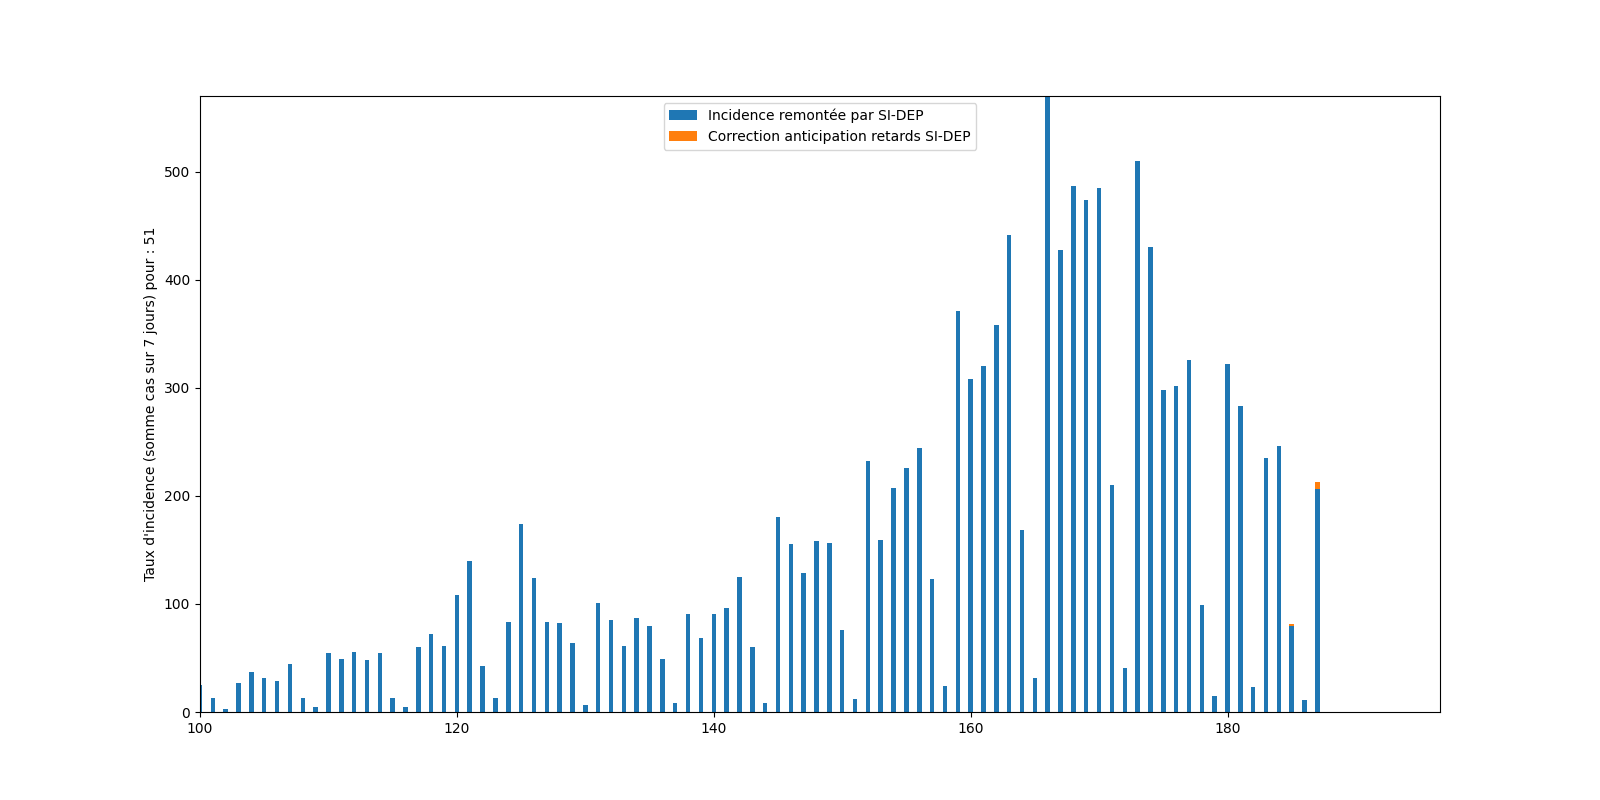 Incidence remontée par SI-DEP
Correction anticipation retards SI-DEP
Taux d'incidence (somme cas sur 7 jours) pour : 51
500
400
300
200
100
0
100 120 140 160 180